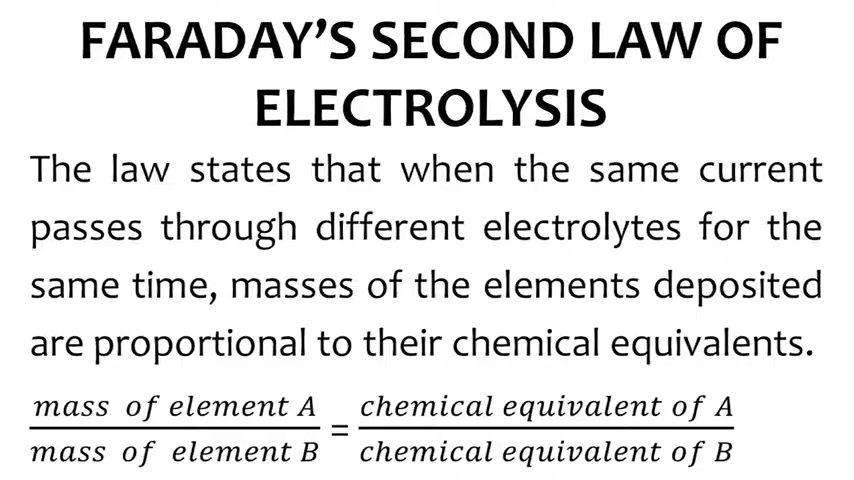 FARADAY’S SECOND LAW OF
ELECTROLYSIS
The law states that when the same current
passes through different electrolytes for the
same time, masses of the elements deposited
are proportional to their chemical equivalents.
mass of element A / mass of element B = chemical equivalent of A / chemical equivalent of B